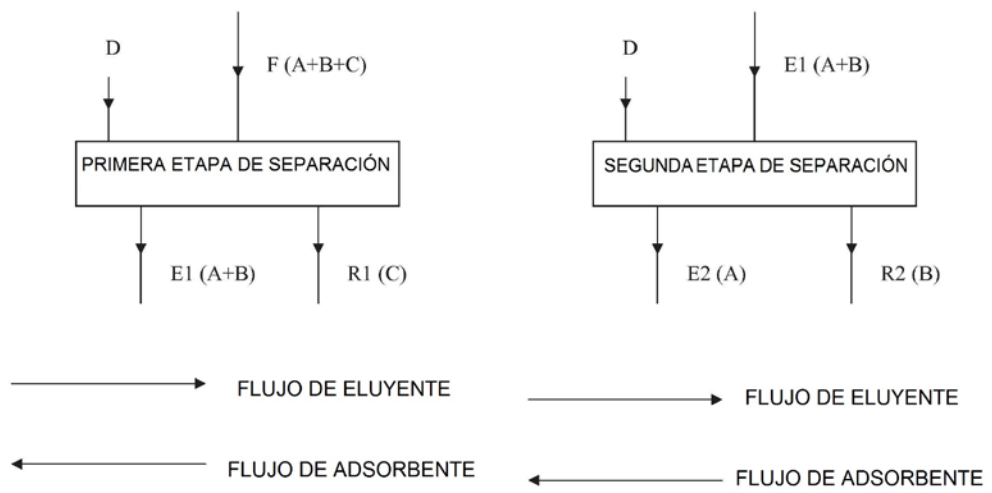 D
F (A+B+C)
PRIMERA ETAPA DE SEPARACIÓN
E1 (A+B)
R1 (C)
FLUJO DE ELUYENTE
FLUJO DE ADSORBENTE
D
E1 (A+B)
SEGUNDA ETAPA DE SEPARACIÓN
E2 (A)
R2 (B)
FLUJO DE ELUYENTE
FLUJO DE ADSORBENTE